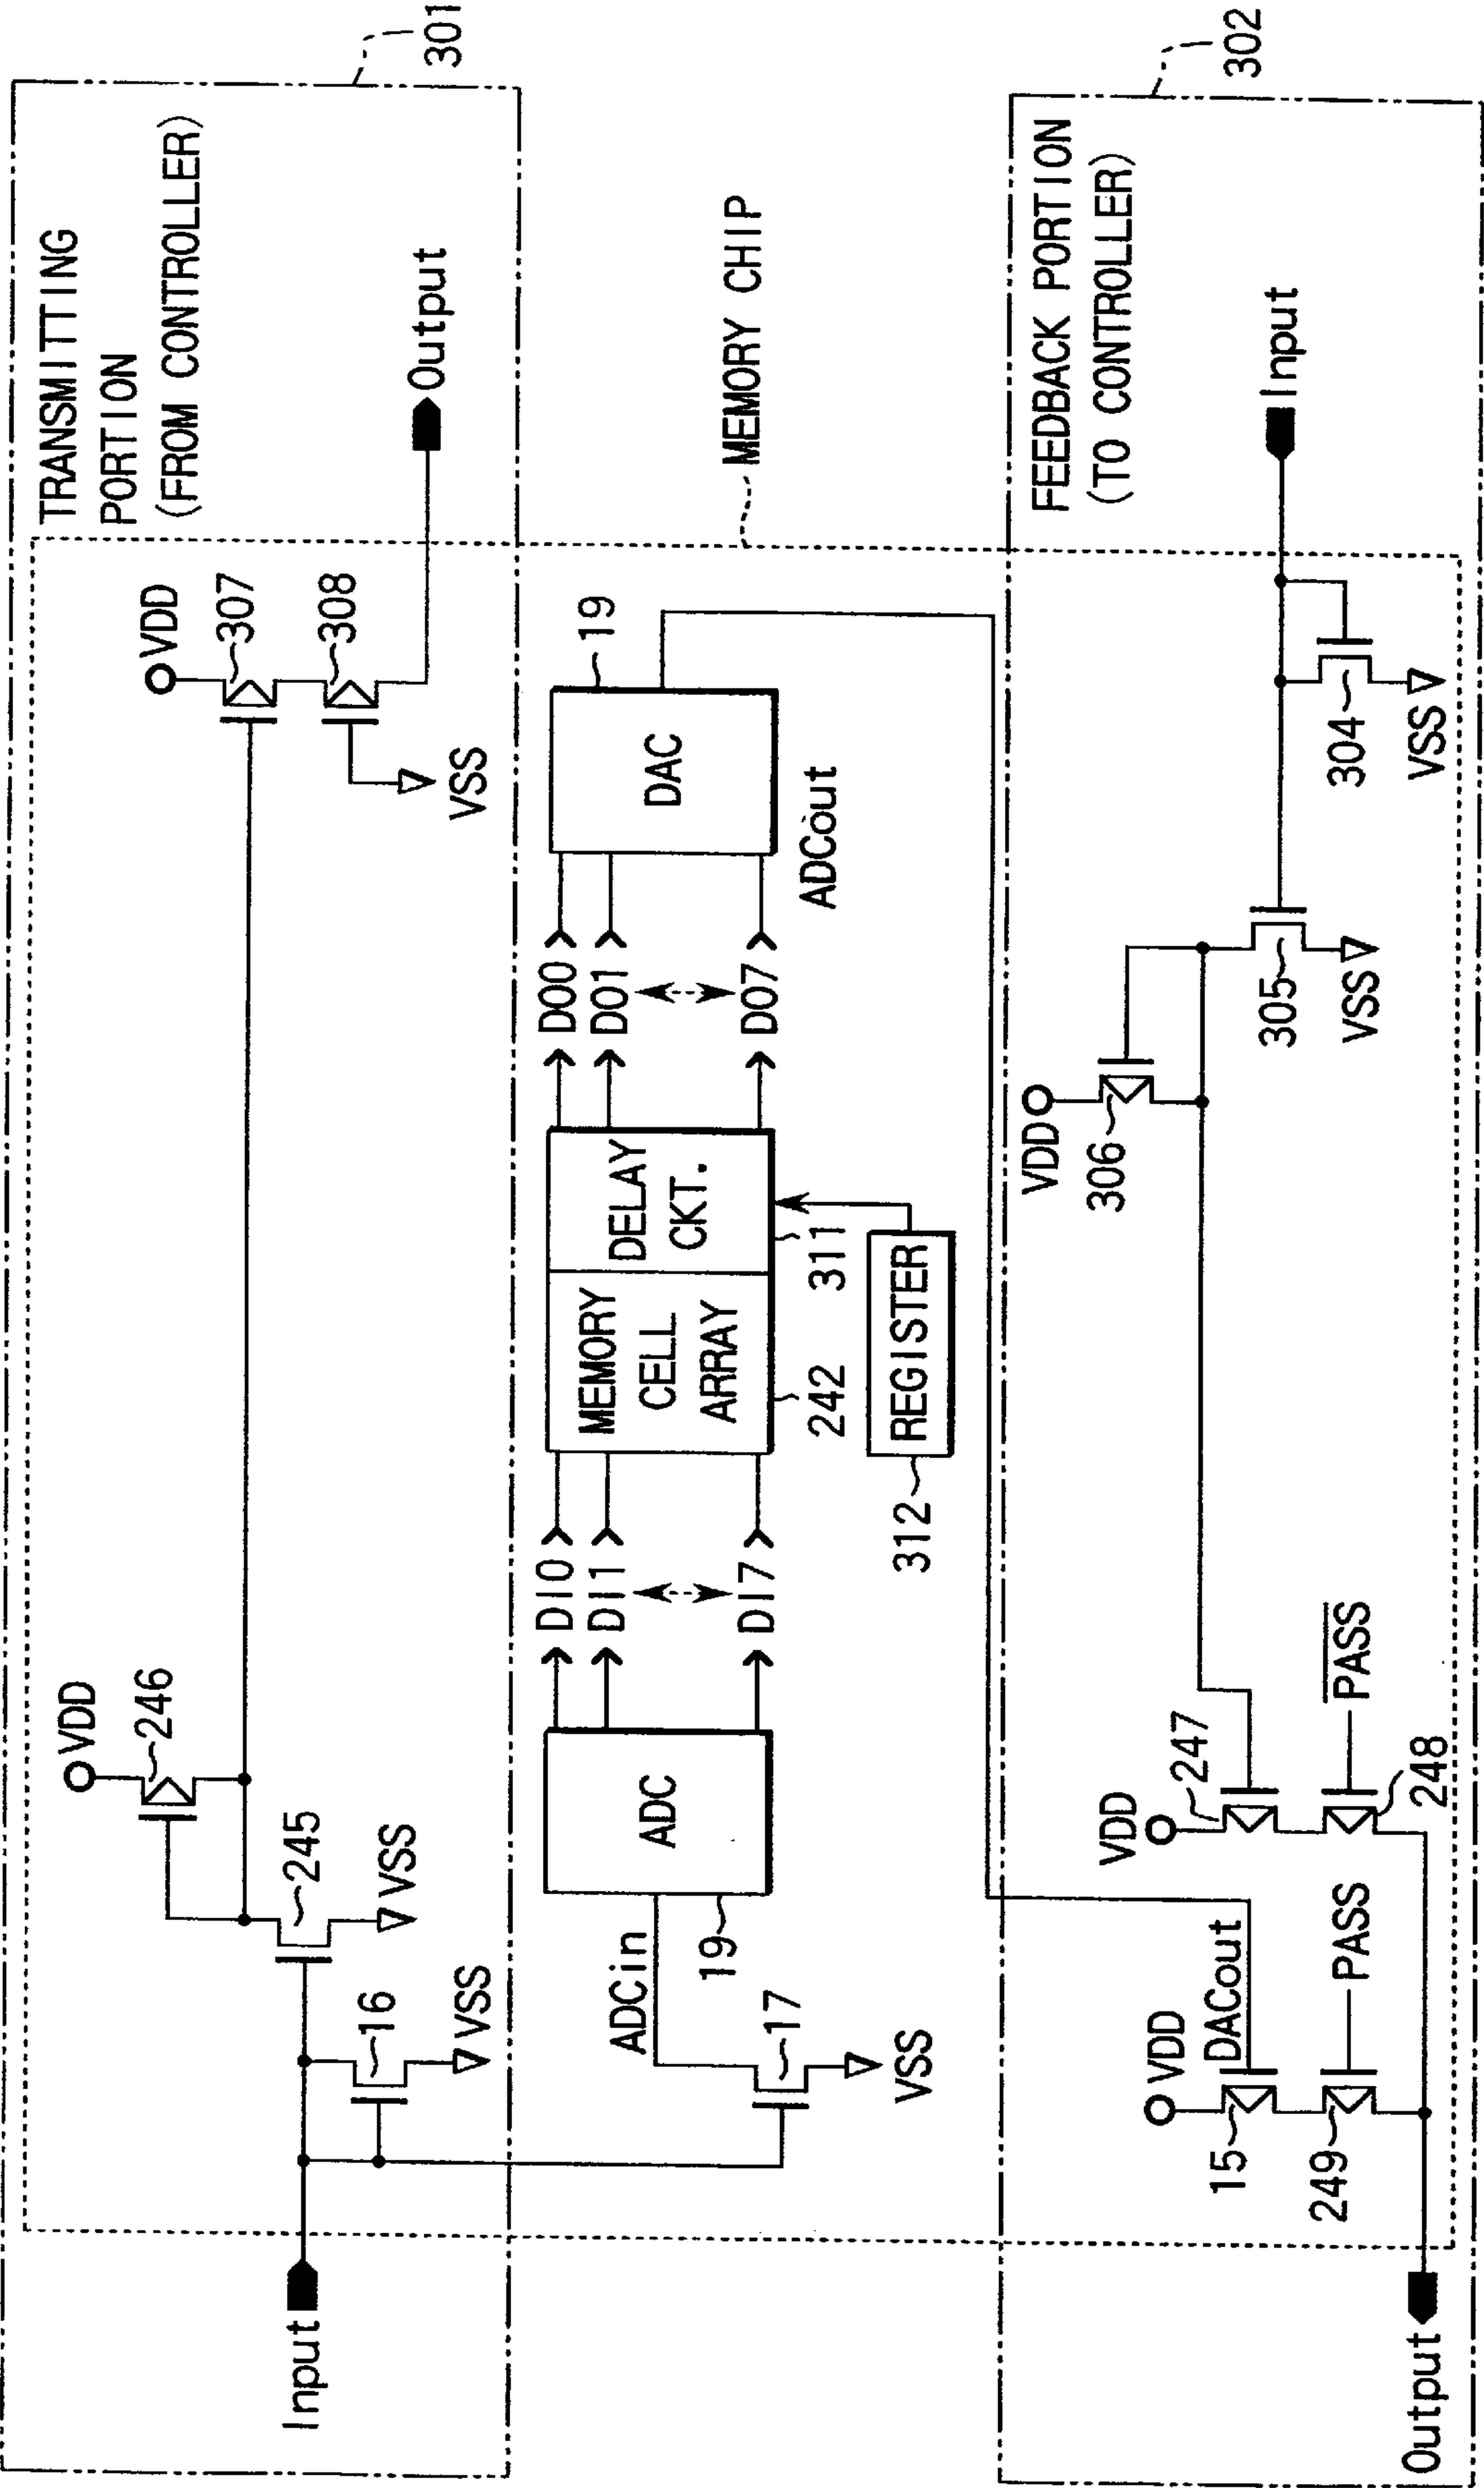 301
TRANSMITTING
PORTION
(FROM CONTROLLER)
VDD
246
245
VSS
16
VSS
Input
VDD
307
308
VSS
Output
MEMORY CHIP
ADCin
17
VSS
ADC
19
DI0
DI1
DI7
MEMORY
CELL
ARRAY
242
DELAY
CKT.
311
REGISTER
312
DO0
DO1
DO7
DAC
19
ADCout
302
FEEDBACK PORTION
(TO CONTROLLER)
Input
304
VSS
305
VSS
VDD
306
VDD
247
PASS
248
VDD
DACout
15
PASS
249
Output